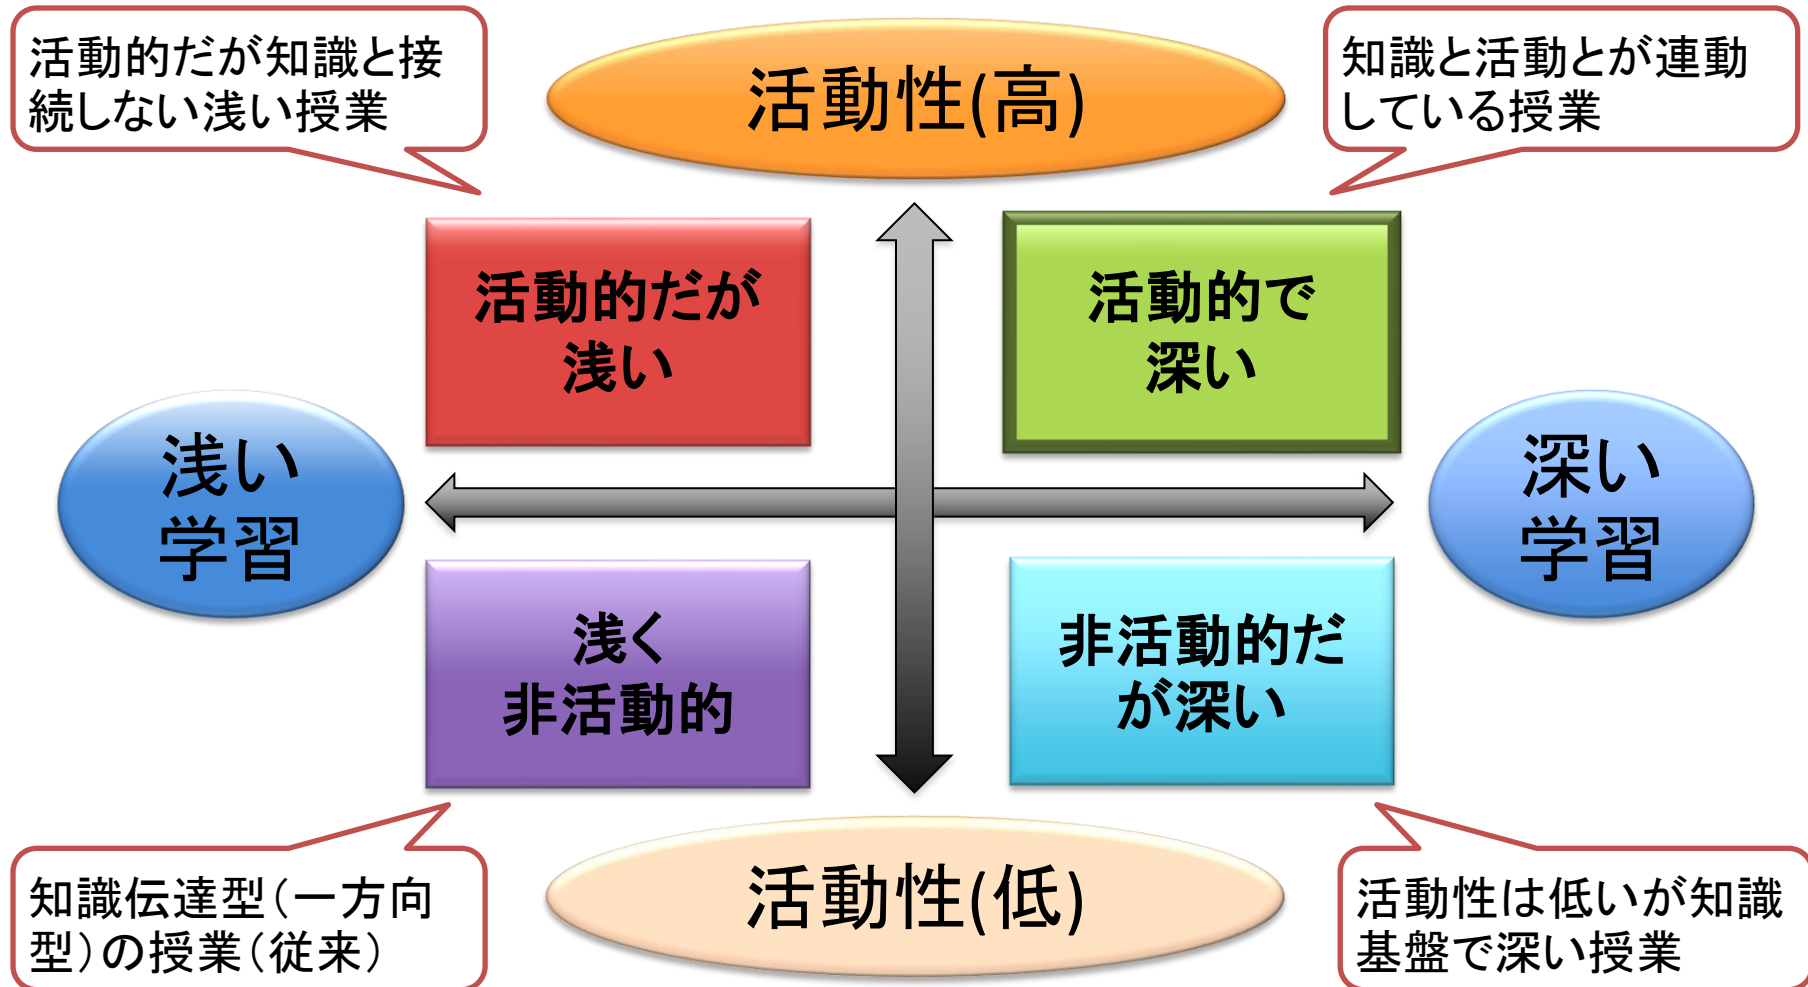 活動的だが知識と接
続しない浅い授業
活動性(高)
知識と活動とが連動
している授業
活動的だが
浅い
活動的で
深い
浅い
学習
深い
学習
浅く
非活動的
非活動的だ
が深い
知識伝達型(一方向
型)の授業(従来)
活動性(低)
活動性は低いが知識
基盤で深い授業